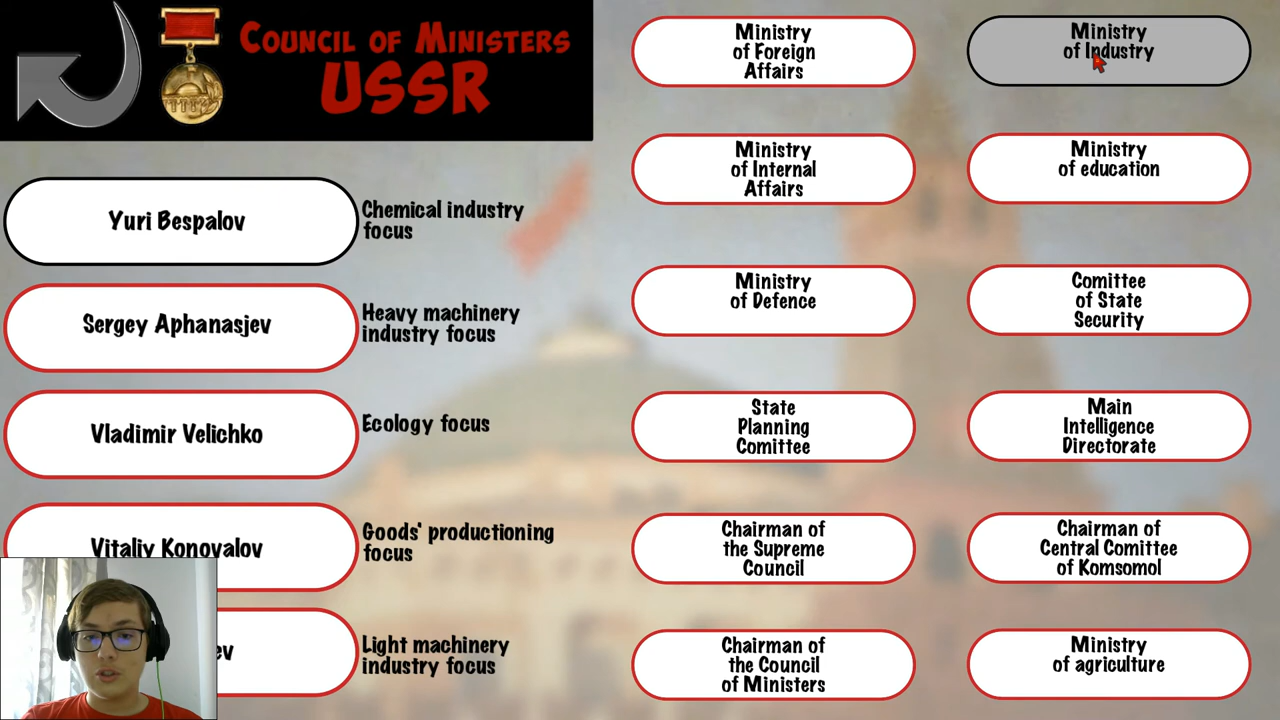 Council of Ministers
USSR
Yuri Bespalov
Chemical industry
focus
Sergey Aphanasjev
Heavy machinery
industry focus
Vladimir Velichko
Ecology focus
Vitaliy Konovalov
Goods' productioning
focus
ev
Light machinery
industry focus
Ministry
of Foreign
Affairs
Ministry
of Industry
Ministry
of Internal
Affairs
Ministry
of education
Ministry
of Defence
Comittee
of State
Security
State
Planning
Comittee
Main
Intelligence
Directorate
Chairman of
the Supreme
Council
Chairman of
Central Comittee
of Komsomol
Chairman of
the Council
of Ministers
Ministry
of agriculture